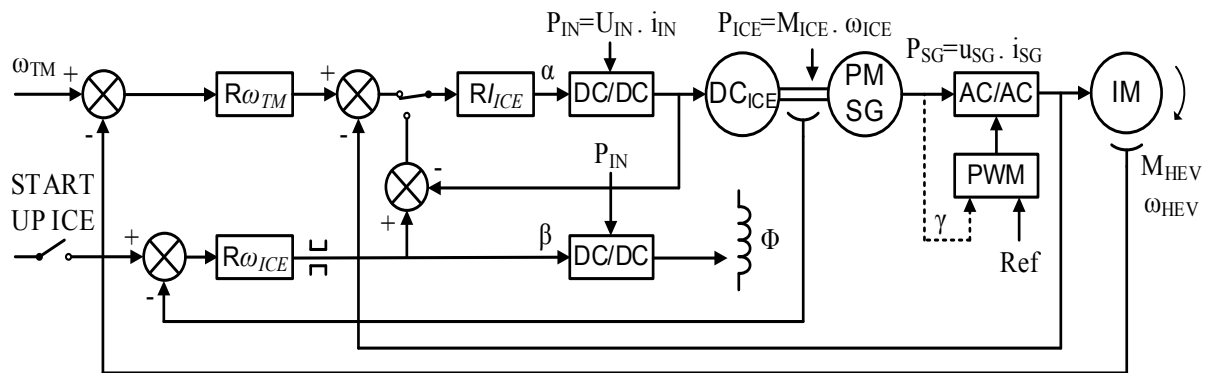 P_IN=U_IN . i_IN
P_ICE=M_ICE . ω_ICE
P_SG=u_SG . i_SG
ω_TM
+
-
Rω_TM
+
-
RI_ICE
α
DC/DC
DC_ICE
PM
SG
AC/AC
IM
-
+
P_IN
PWM
γ
Ref
M_HEV
ω_HEV
START
UP ICE
+
-
Rω_ICE
β
DC/DC
Φ